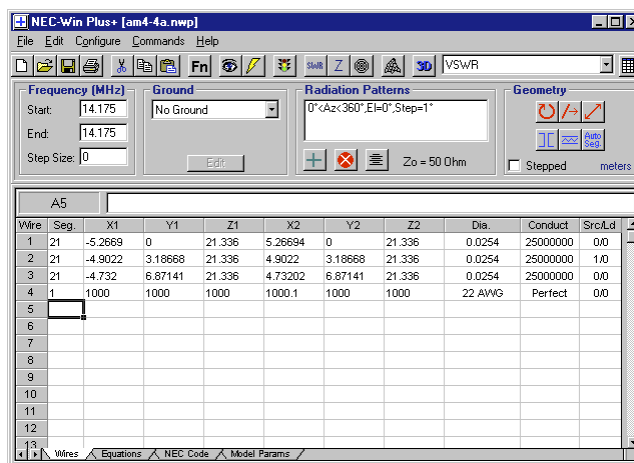 NEC-Win Plus+ [am4-4a.nwp]
File Edit Configure Commands Help
Fn SWR Z 3D VSWR
Frequency (MHz) Ground Radiation Patterns Geometry
Start: 14.175 No Ground 0°<Az<360°,El=0°,Step=1°
End: 14.175
Step Size: 0 Edit Zo = 50 Ohm Auto Seg. Stepped meters
A5
Wire Seg. X1 Y1 Z1 X2 Y2 Z2 Dia. Conduct Src/Ld
1 21 -5.2669 0 21.336 5.26694 0 21.336 0.0254 25000000 0/0
2 21 -4.9022 3.18668 21.336 4.9022 3.18668 21.336 0.0254 25000000 1/0
3 21 -4.732 6.87141 21.336 4.73202 6.87141 21.336 0.0254 25000000 0/0
4 1 1000 1000 1000 1000.1 1000 1000 22 AWG Perfect 0/0
5
6
7
8
9
10
11
12
13
Wires Equations NEC Code Model Params